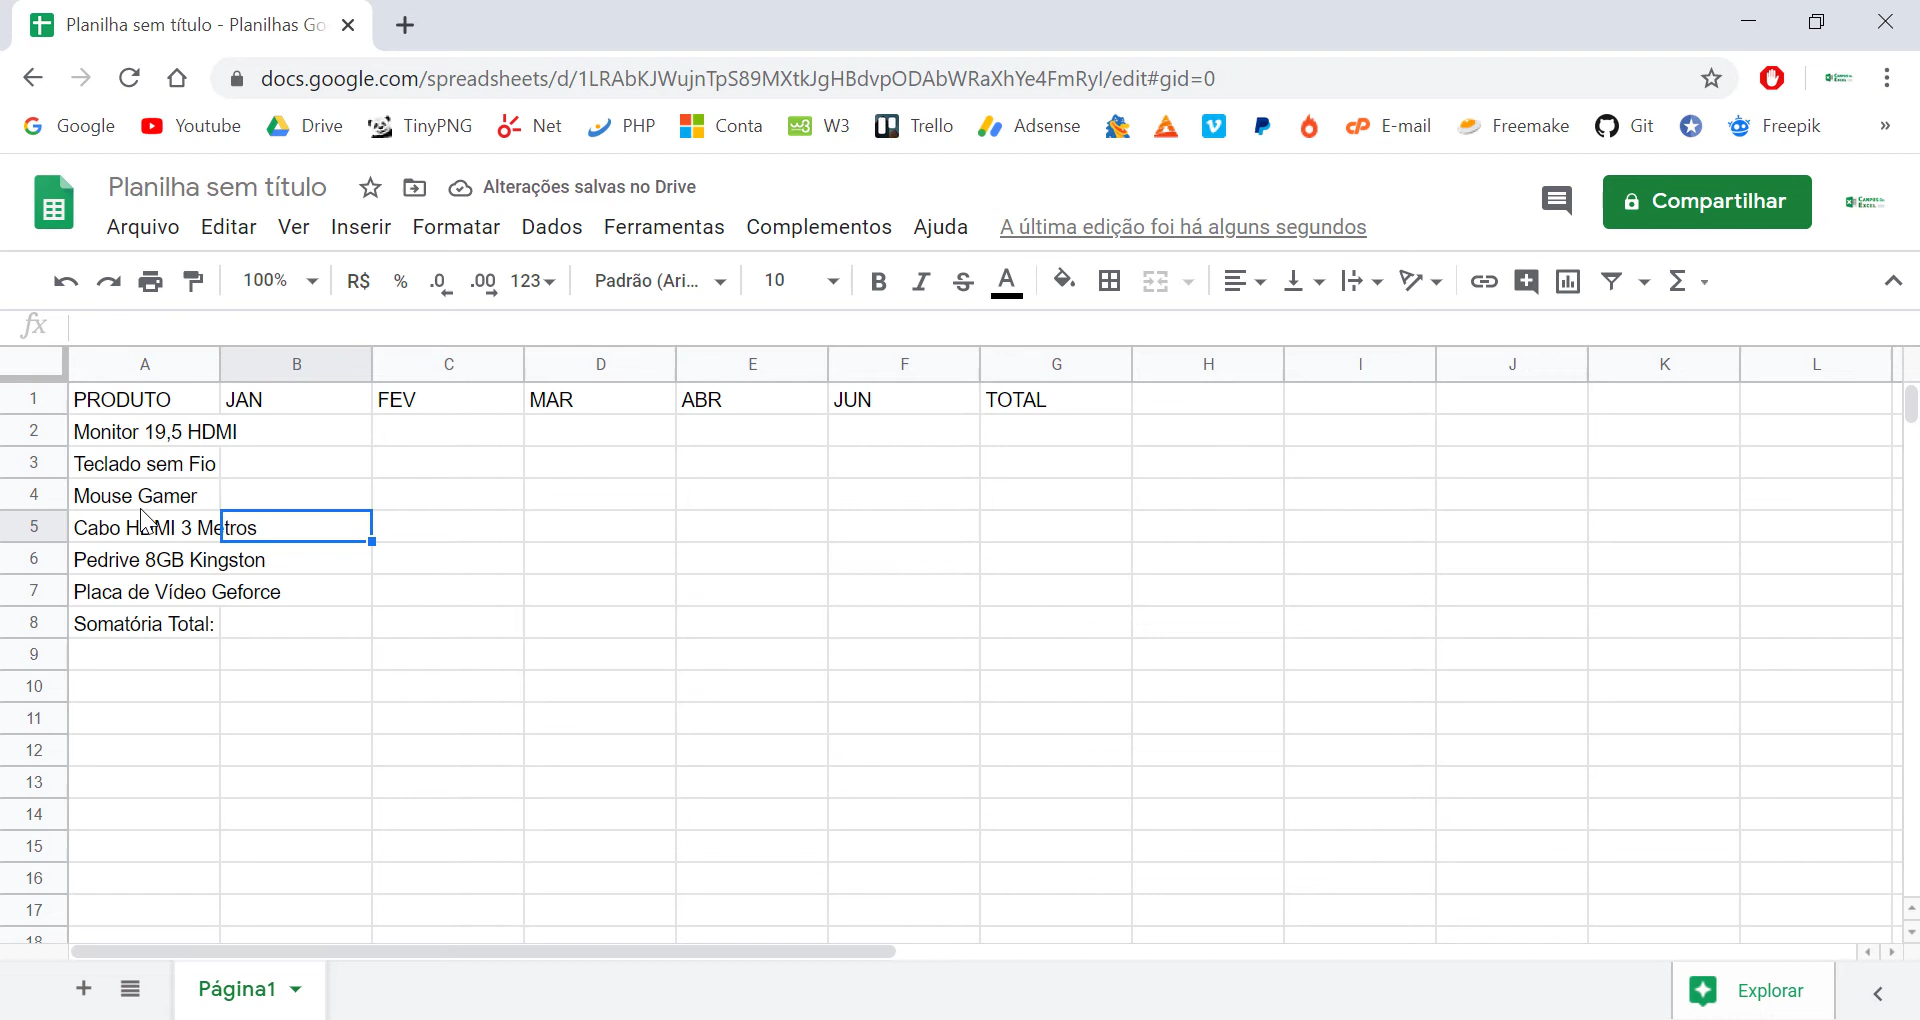 Planilha sem título - Planilhas Go
docs.google.com/spreadsheets/d/1LRAbKJWujnTpS89MXtkJgHBdvpODAbWRaXhYe4FmRyI/edit#gid=0
Google Youtube Drive TinyPNG Net PHP Conta W3 Trello Adsense E-mail Freemake Git Freepik »
Planilha sem título Alterações salvas no Drive
Compartilhar
Arquivo Editar Ver Inserir Formatar Dados Ferramentas Complementos Ajuda A última edição foi há alguns segundos
100% R$ % .0 .00 123 Padrão (Ari... 10 B I S A Σ
fx
A B C D E F G H I J K L
1 PRODUTO JAN FEV MAR ABR JUN TOTAL
2 Monitor 19,5 HDMI
3 Teclado sem Fio
4 Mouse Gamer
5 Cabo HDMI 3 Metros
6 Pedrive 8GB Kingston
7 Placa de Vídeo Geforce
8 Somatória Total:
9
10
11
12
13
14
15
16
17
18
Página1 Explorar